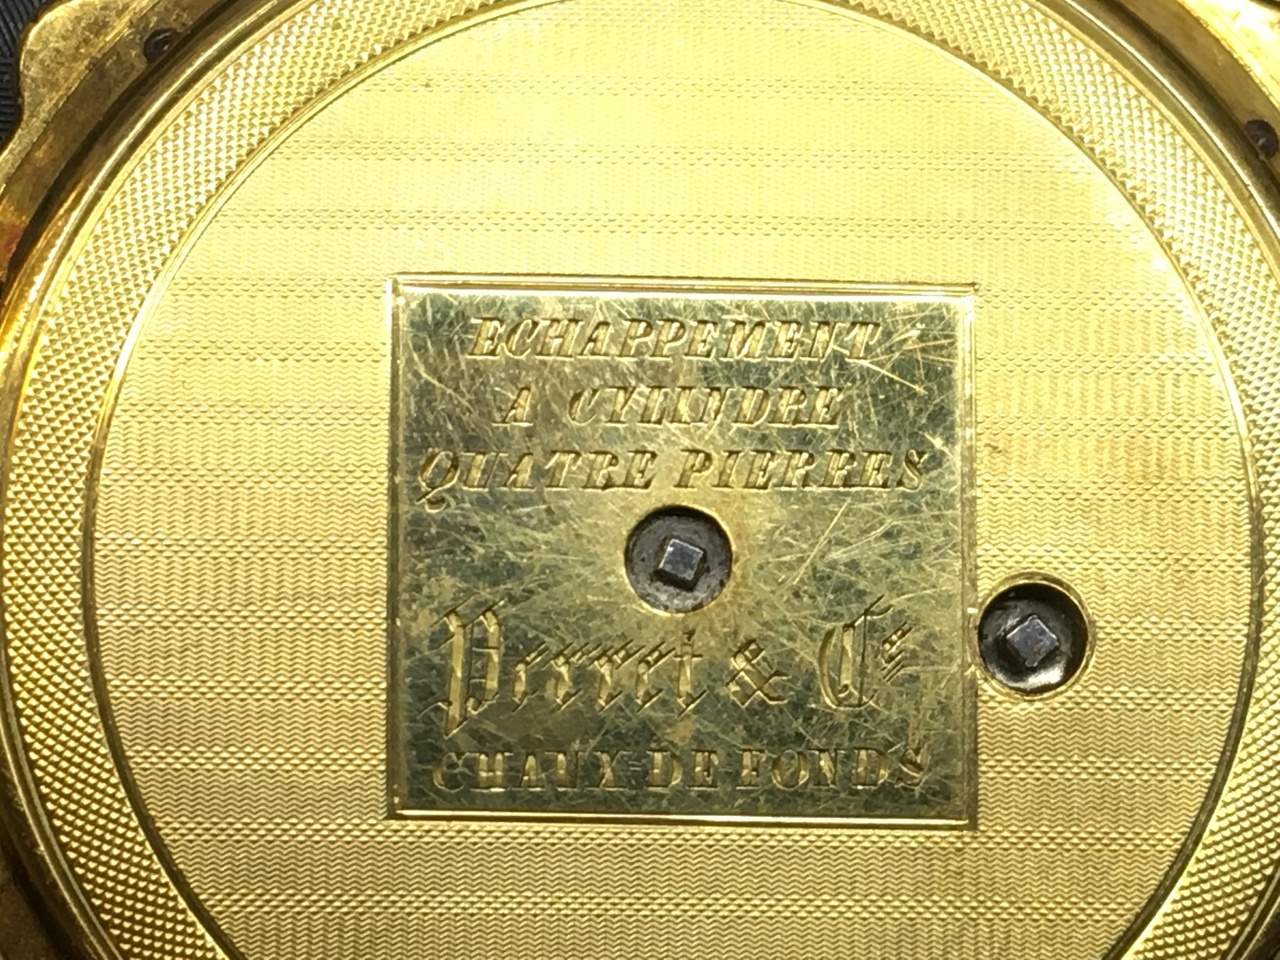 ECHAPPEMENT
A CYLINDRE
QUATRE PIERRES
Perret & Cie
CHAUX-DE-FONDS